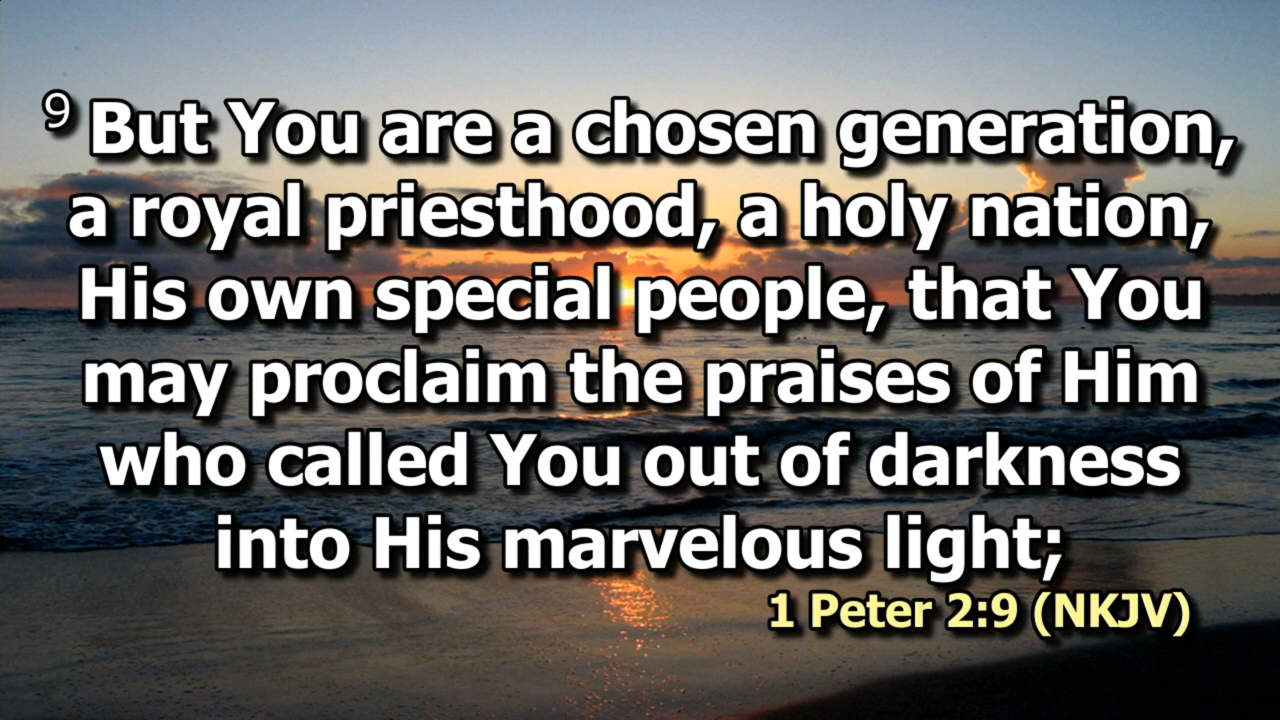 9 But You are a chosen generation,
a royal priesthood, a holy nation,
His own special people, that You
may proclaim the praises of Him
who called You out of darkness
into His marvelous light;
1 Peter 2:9 (NKJV)